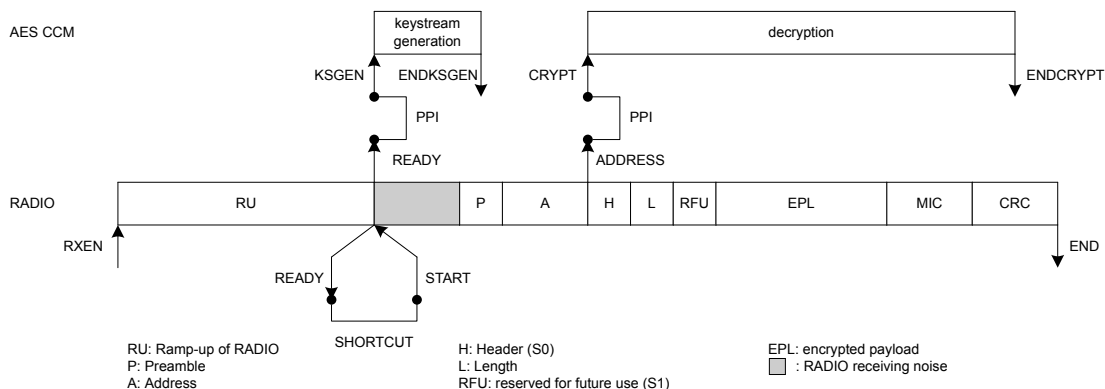 AES CCM
keystream
generation
decryption
KSGEN
ENDKSGEN
CRYPT
ENDCRYPT
PPI
PPI
READY
ADDRESS
RADIO
RU
P
A
H
L
RFU
EPL
MIC
CRC
RXEN
END
READY
START
SHORTCUT
RU: Ramp-up of RADIO
P: Preamble
A: Address
H: Header (S0)
L: Length
RFU: reserved for future use (S1)
EPL: encrypted payload
: RADIO receiving noise